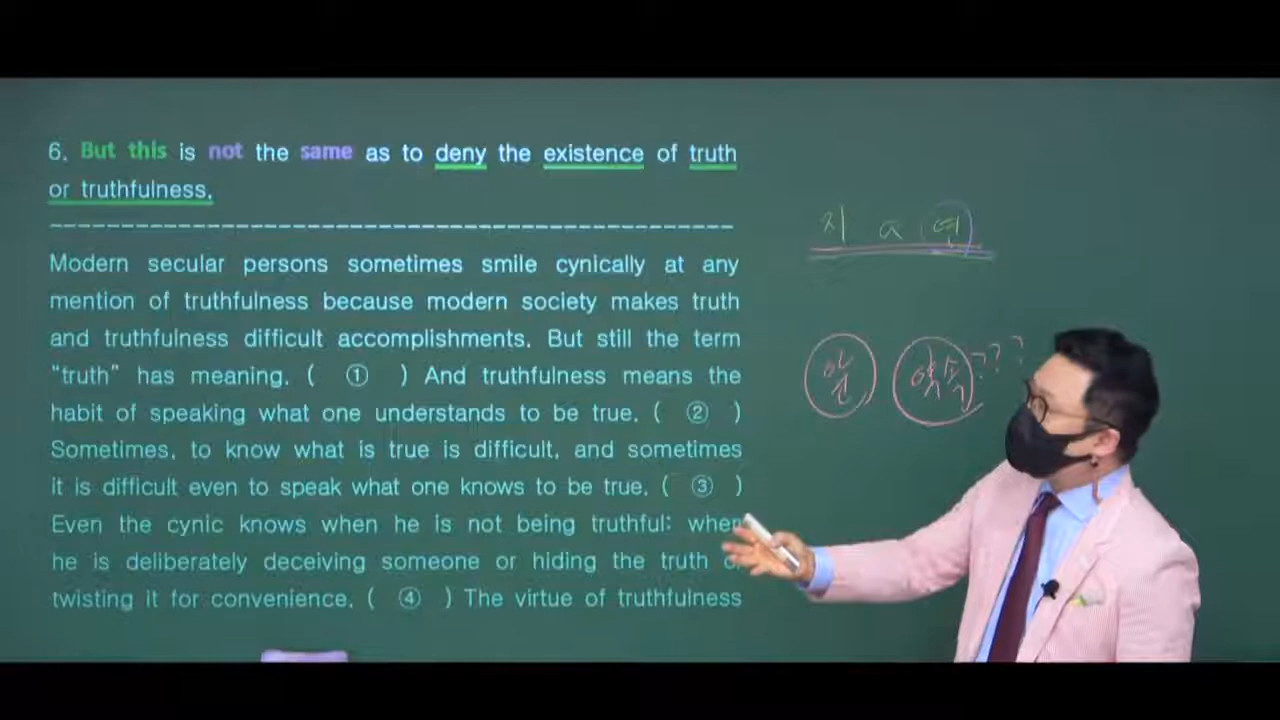 6. But this is not the same as to deny the existence of truth
or truthfulness.
Modern secular persons sometimes smile cynically at any
mention of truthfulness because modern society makes truth
and truthfulness difficult accomplishments. But still the term
"truth" has meaning. ( ① ) And truthfulness means the
habit of speaking what one understands to be true. ( ② )
Sometimes, to know what is true is difficult, and sometimes
it is difficult even to speak what one knows to be true. ( ③ )
Even the cynic knows when he is not being truthful: when
he is deliberately deceiving someone or hiding the truth
twisting it for convenience. ( ④ ) The virtue of truthfulness
지 a 연
???